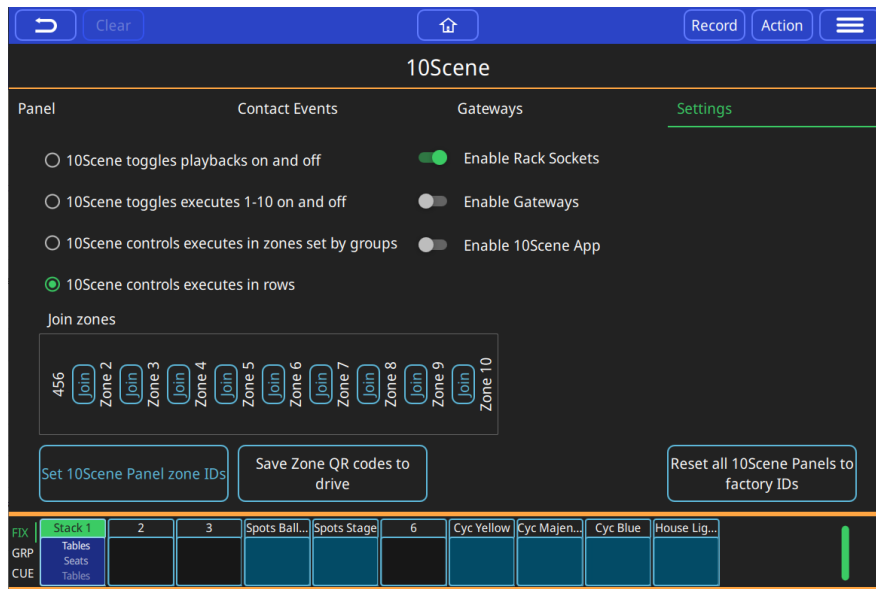 Clear
Record
Action
10Scene
Panel
Contact Events
Gateways
Settings
10Scene toggles playbacks on and off
Enable Rack Sockets
10Scene toggles executes 1-10 on and off
Enable Gateways
10Scene controls executes in zones set by groups
Enable 10Scene App
10Scene controls executes in rows
Join zones
456
Join
Zone 2
Join
Zone 3
Join
Zone 4
Join
Zone 5
Join
Zone 6
Join
Zone 7
Join
Zone 8
Join
Zone 9
Join
Zone 10
Set 10Scene Panel zone IDs
Save Zone QR codes to
drive
Reset all 10Scene Panels to
factory IDs
FIX
GRP
CUE
Stack 1
Tables
Seats
Tables
2
3
Spots Ball...
Spots Stage
6
Cyc Yellow
Cyc Majen...
Cyc Blue
House Lig...